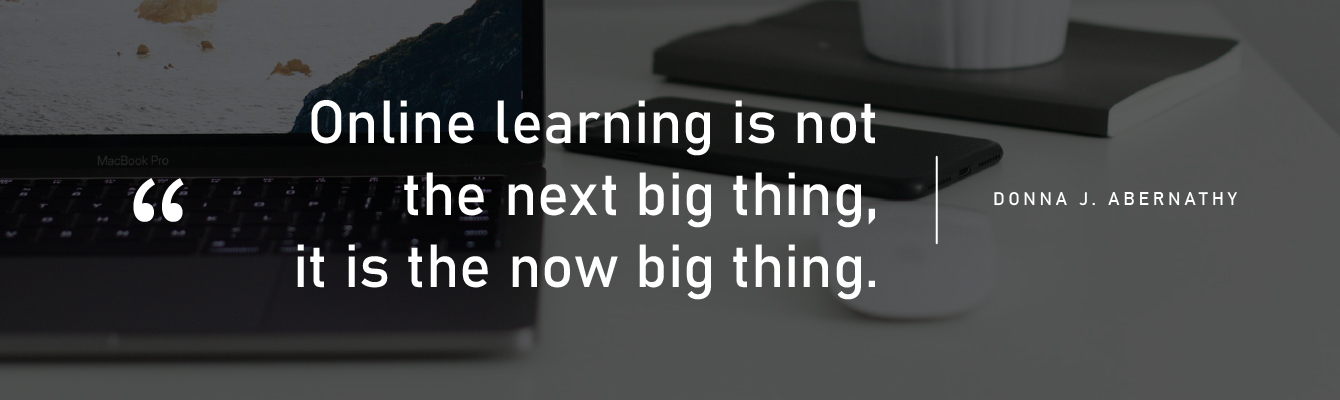 MacBook Pro
“
Online learning is not
the next big thing,
it is the now big thing.
DONNA J. ABERNATHY